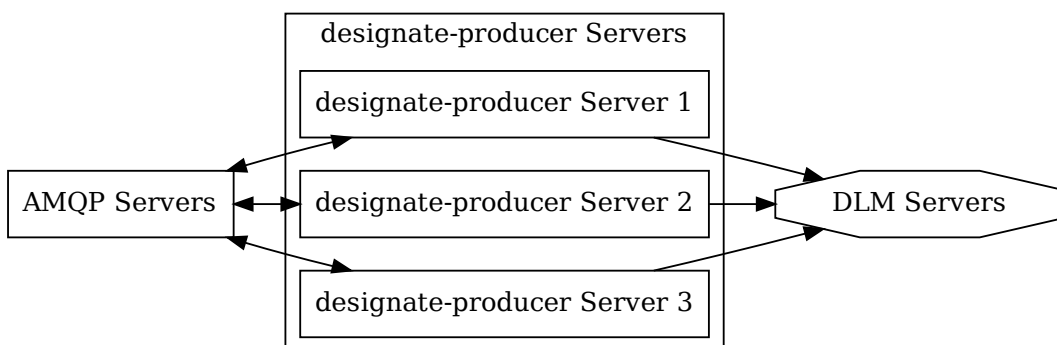 designate-producer Servers
designate-producer Server 1
AMQP Servers
designate-producer Server 2
DLM Servers
designate-producer Server 3